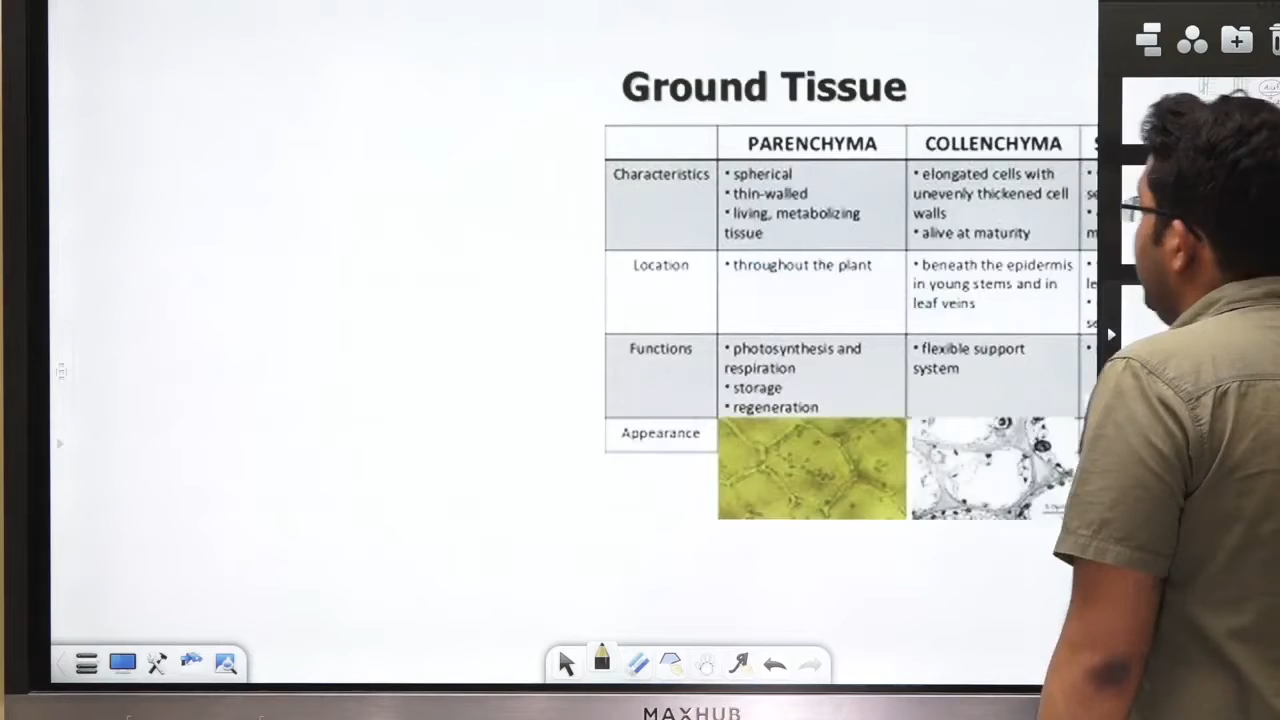 Ground Tissue
PARENCHYMA COLLENCHYMA
Characteristics
• spherical
• thin-walled
• living, metabolizing
tissue
• elongated cells with
unevenly thickened cell
walls
• alive at maturity
Location
• throughout the plant
• beneath the epidermis
in young stems and in
leaf veins
Functions
• photosynthesis and
respiration
• storage
• regeneration
• flexible support
system
Appearance
MAXHUB